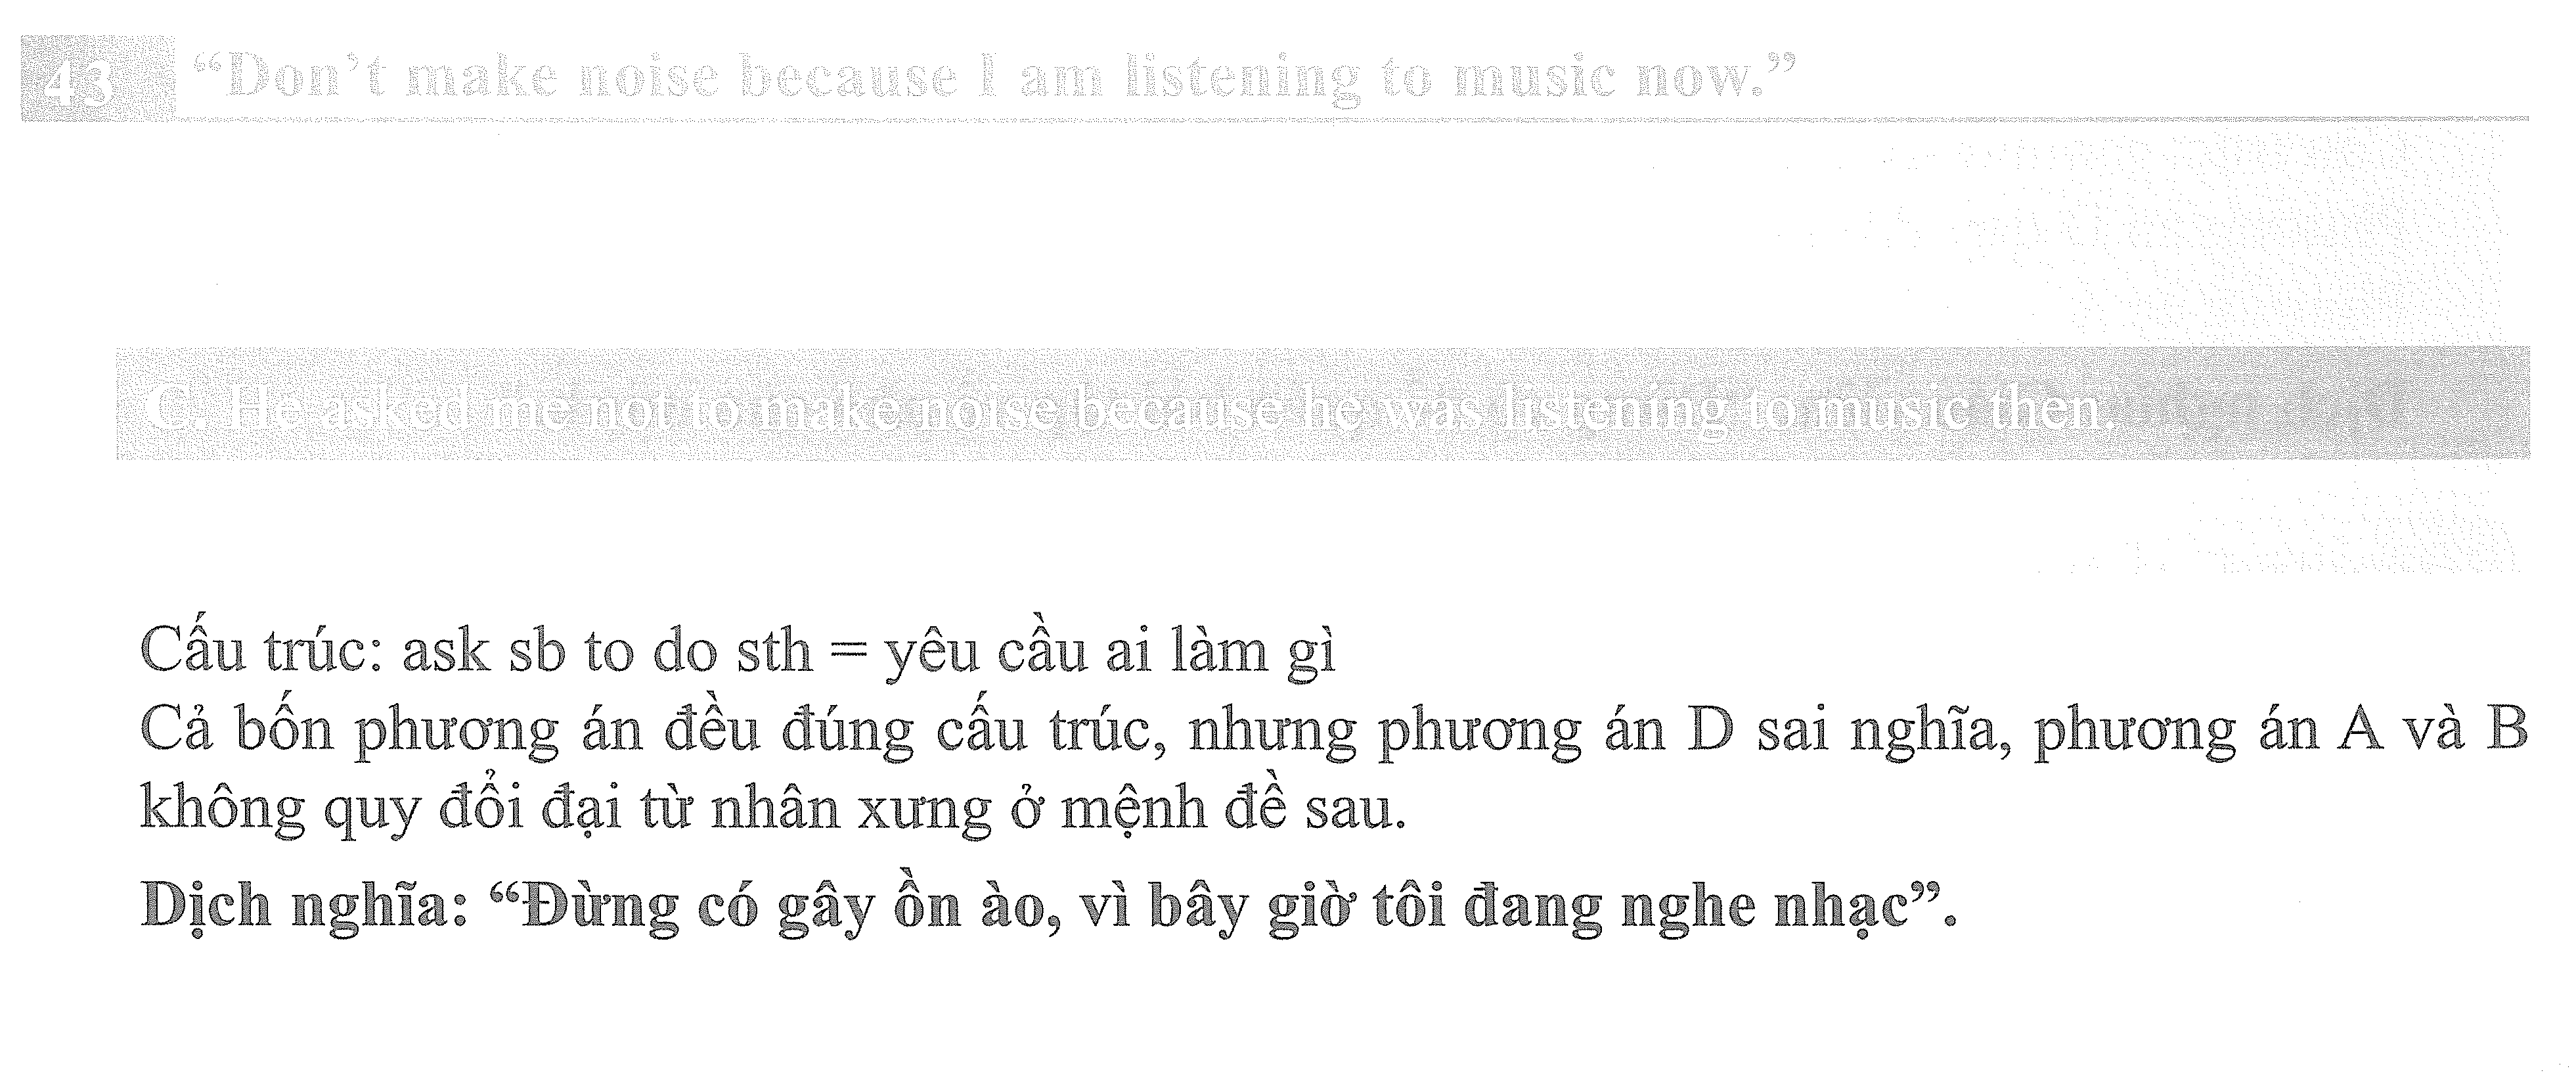 43 “Don’t make noise because I am listening to music now.”
C. He asked me not to make noise because he was listening to music then.
Cấu trúc: ask sb to do sth = yêu cầu ai làm gì
Cả bốn phương án đều đúng cấu trúc, nhưng phương án D sai nghĩa, phương án A và B
không quy đổi đại từ nhân xưng ở mệnh đề sau.
Dịch nghĩa: “Đừng có gây ồn ào, vì bây giờ tôi đang nghe nhạc”.